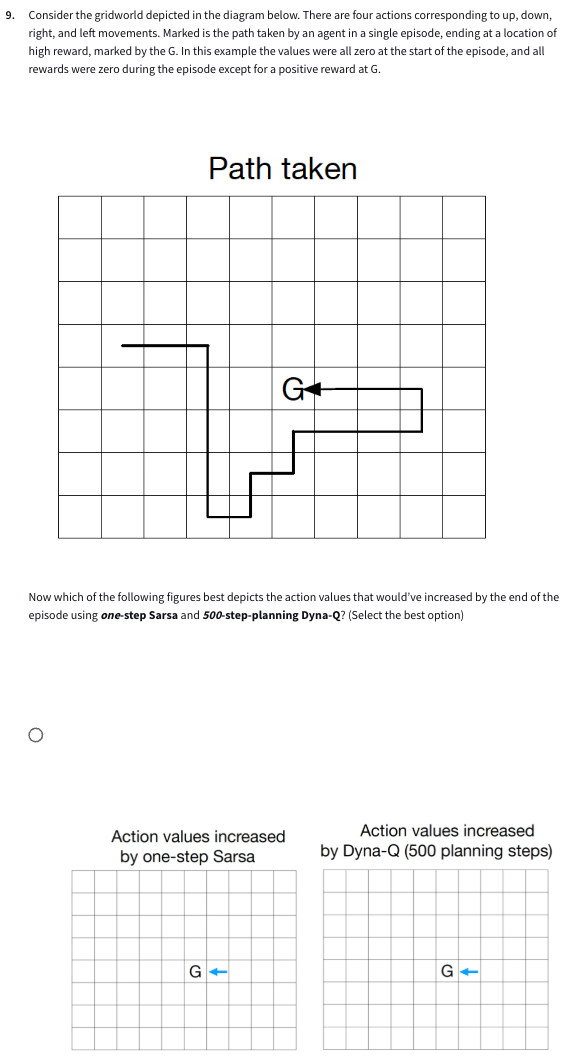 9. Consider the gridworld depicted in the diagram below. There are four actions corresponding to up, down,
right, and left movements. Marked is the path taken by an agent in a single episode, ending at a location of
high reward, marked by the G. In this example the values were all zero at the start of the episode, and all
rewards were zero during the episode except for a positive reward at G.
Path taken
G
Now which of the following figures best depicts the action values that would've increased by the end of the
episode using one-step Sarsa and 500-step-planning Dyna-Q? (Select the best option)
Action values increased
by one-step Sarsa
Action values increased
by Dyna-Q (500 planning steps)
G
G